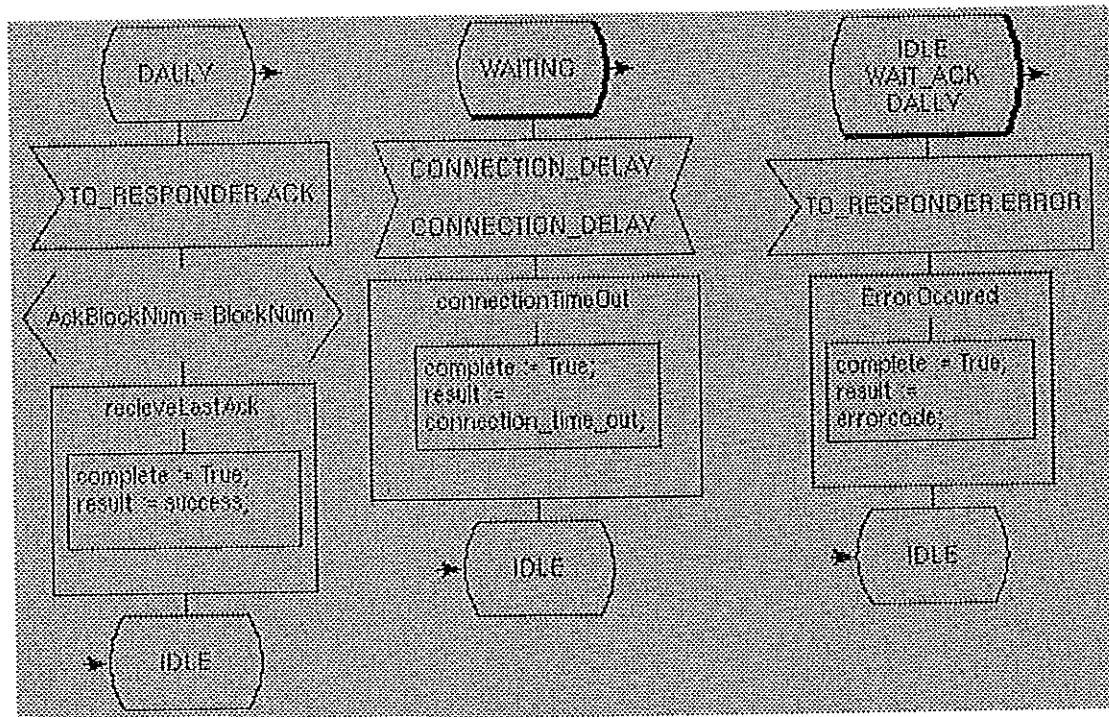 DALLY
TO_RESPONDER.ACK
AckBlockNum = BlockNum
recieveLastAck
complete := True;
result := success;
IDLE
WAITING
CONNECTION_DELAY
CONNECTION_DELAY
connectionTimeOut
complete := True;
result :=
connection_time_out;
IDLE
IDLE
WAIT_ACK
DALLY
TO_RESPONDER.ERROR
ErrorOccured
complete := True;
result :=
errorcode;
IDLE